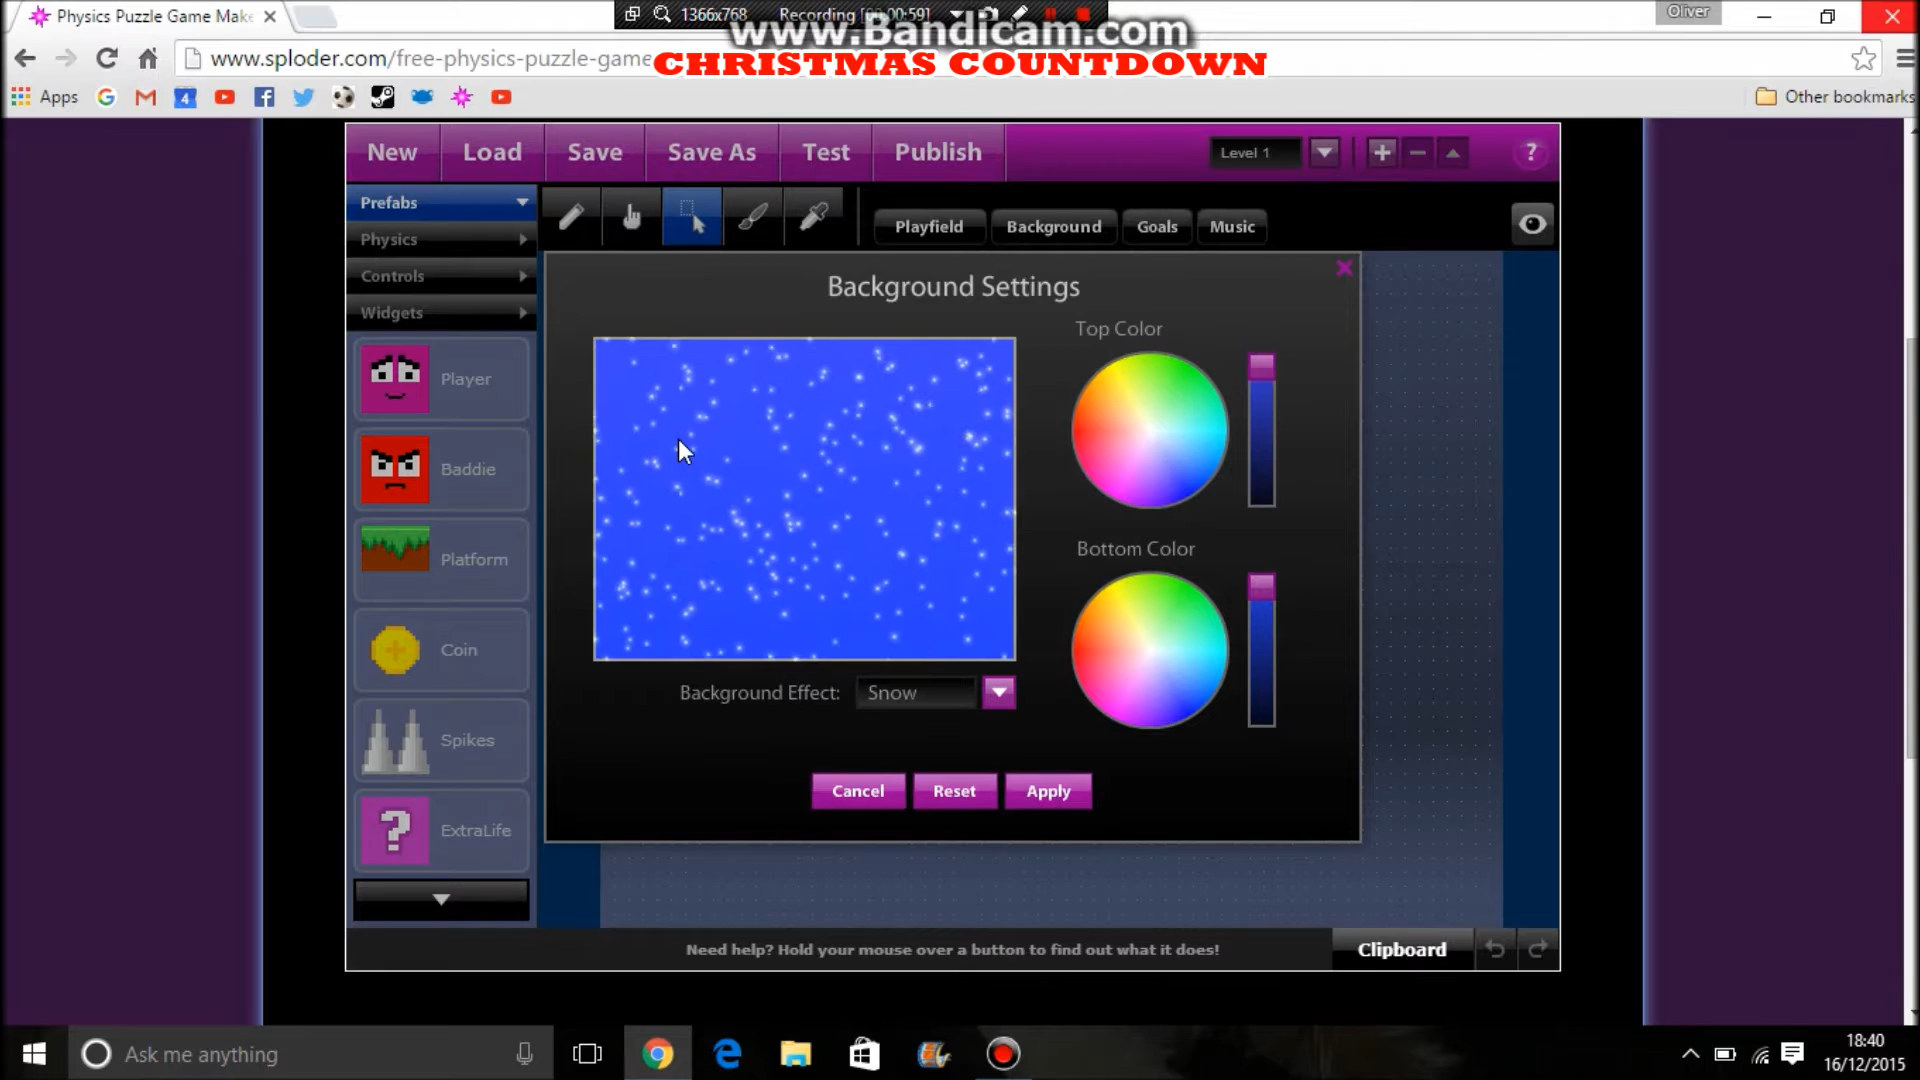 Physics Puzzle Game Make
1366x768
Recording [00:00:59]
www.Bandicam.com
Oliver
www.sploder.com/free-physics-puzzle-game
CHRISTMAS COUNTDOWN
Apps
4
Other bookmarks
New
Load
Save
Save As
Test
Publish
Level 1
?
Prefabs
Physics
Controls
Widgets
Playfield
Background
Goals
Music
Background Settings
Top Color
Player
Baddie
Platform
Coin
Spikes
ExtraLife
Bottom Color
Background Effect:
Snow
Cancel
Reset
Apply
Need help? Hold your mouse over a button to find out what it does!
Clipboard
Ask me anything
18:40
16/12/2015